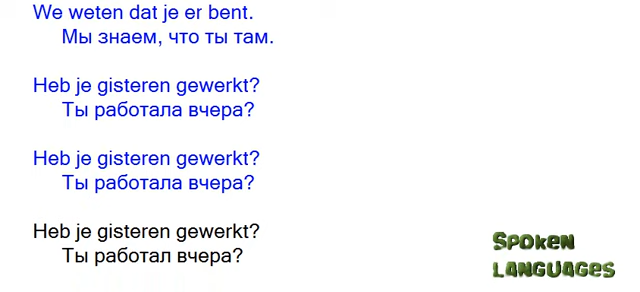 We weten dat je er bent.
Мы знаем, что ты там.
Heb je gisteren gewerkt?
Ты работала вчера?
Heb je gisteren gewerkt?
Ты работала вчера?
Heb je gisteren gewerkt?
Ты работал вчера?
Spoken
Languages